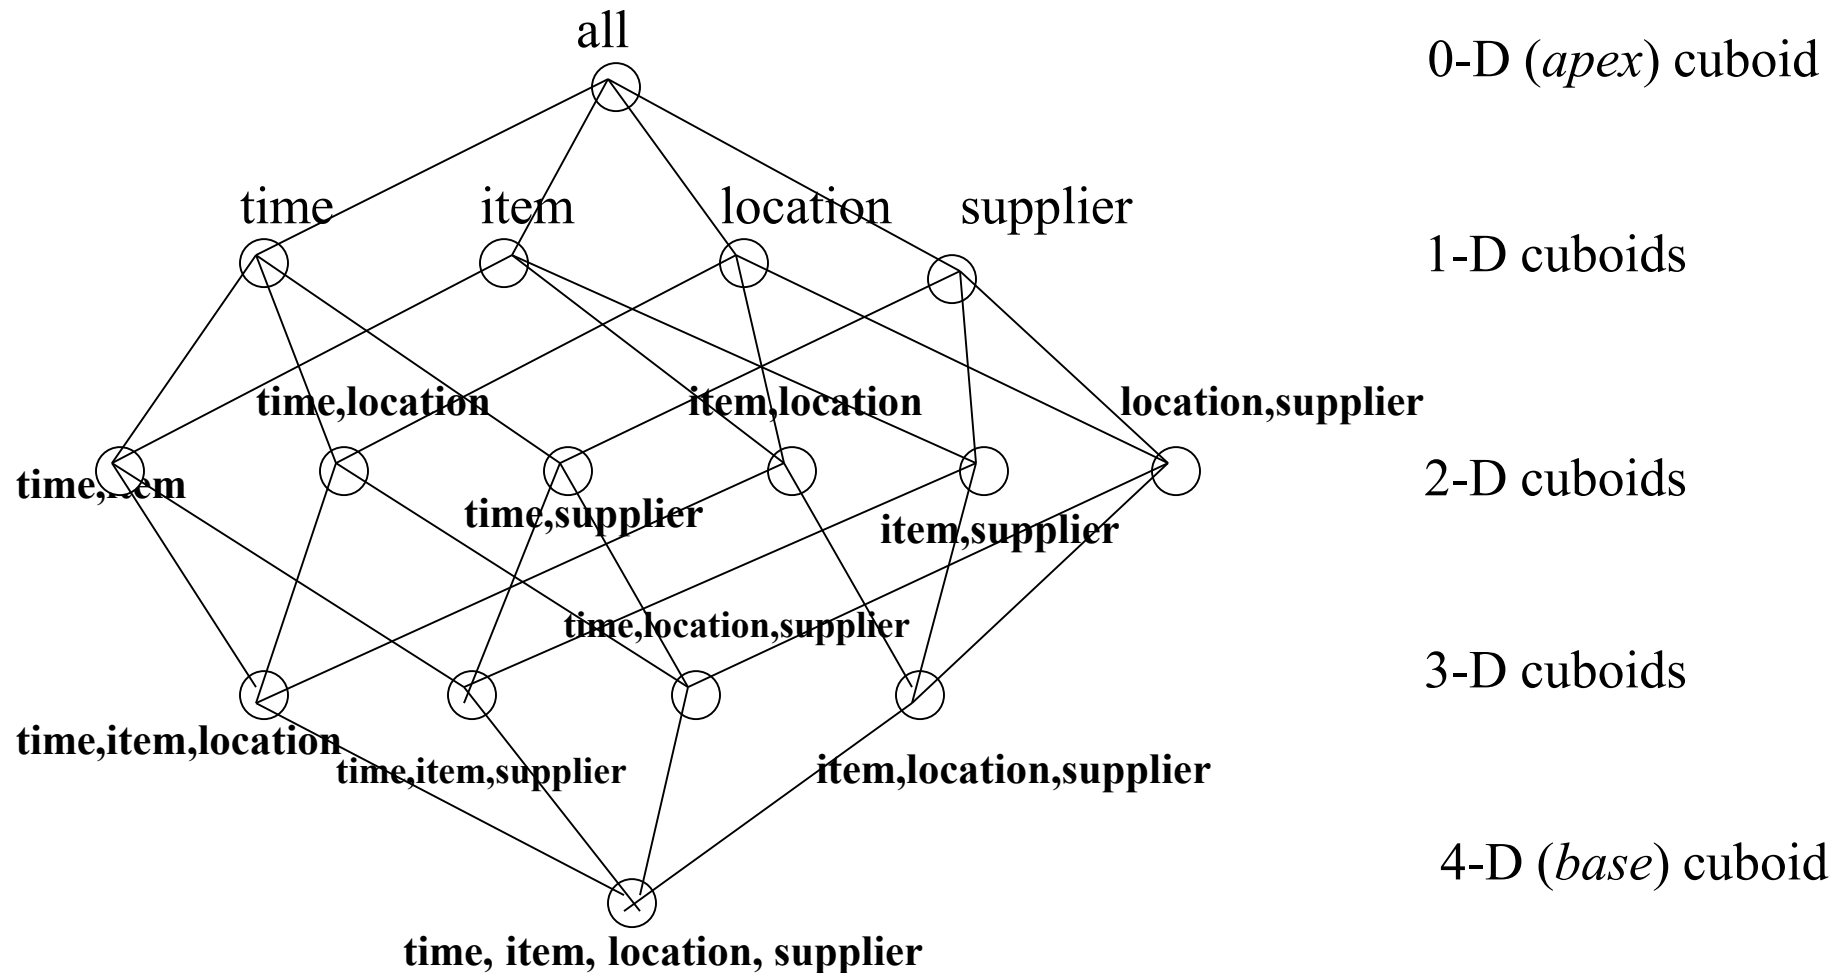 all
0-D (apex) cuboid
time
item
location
supplier
1-D cuboids
time,location
item,location
location,supplier
time,item
2-D cuboids
time,supplier
item,supplier
time,location,supplier
3-D cuboids
time,item,location
time,item,supplier
item,location,supplier
4-D (base) cuboid
time, item, location, supplier